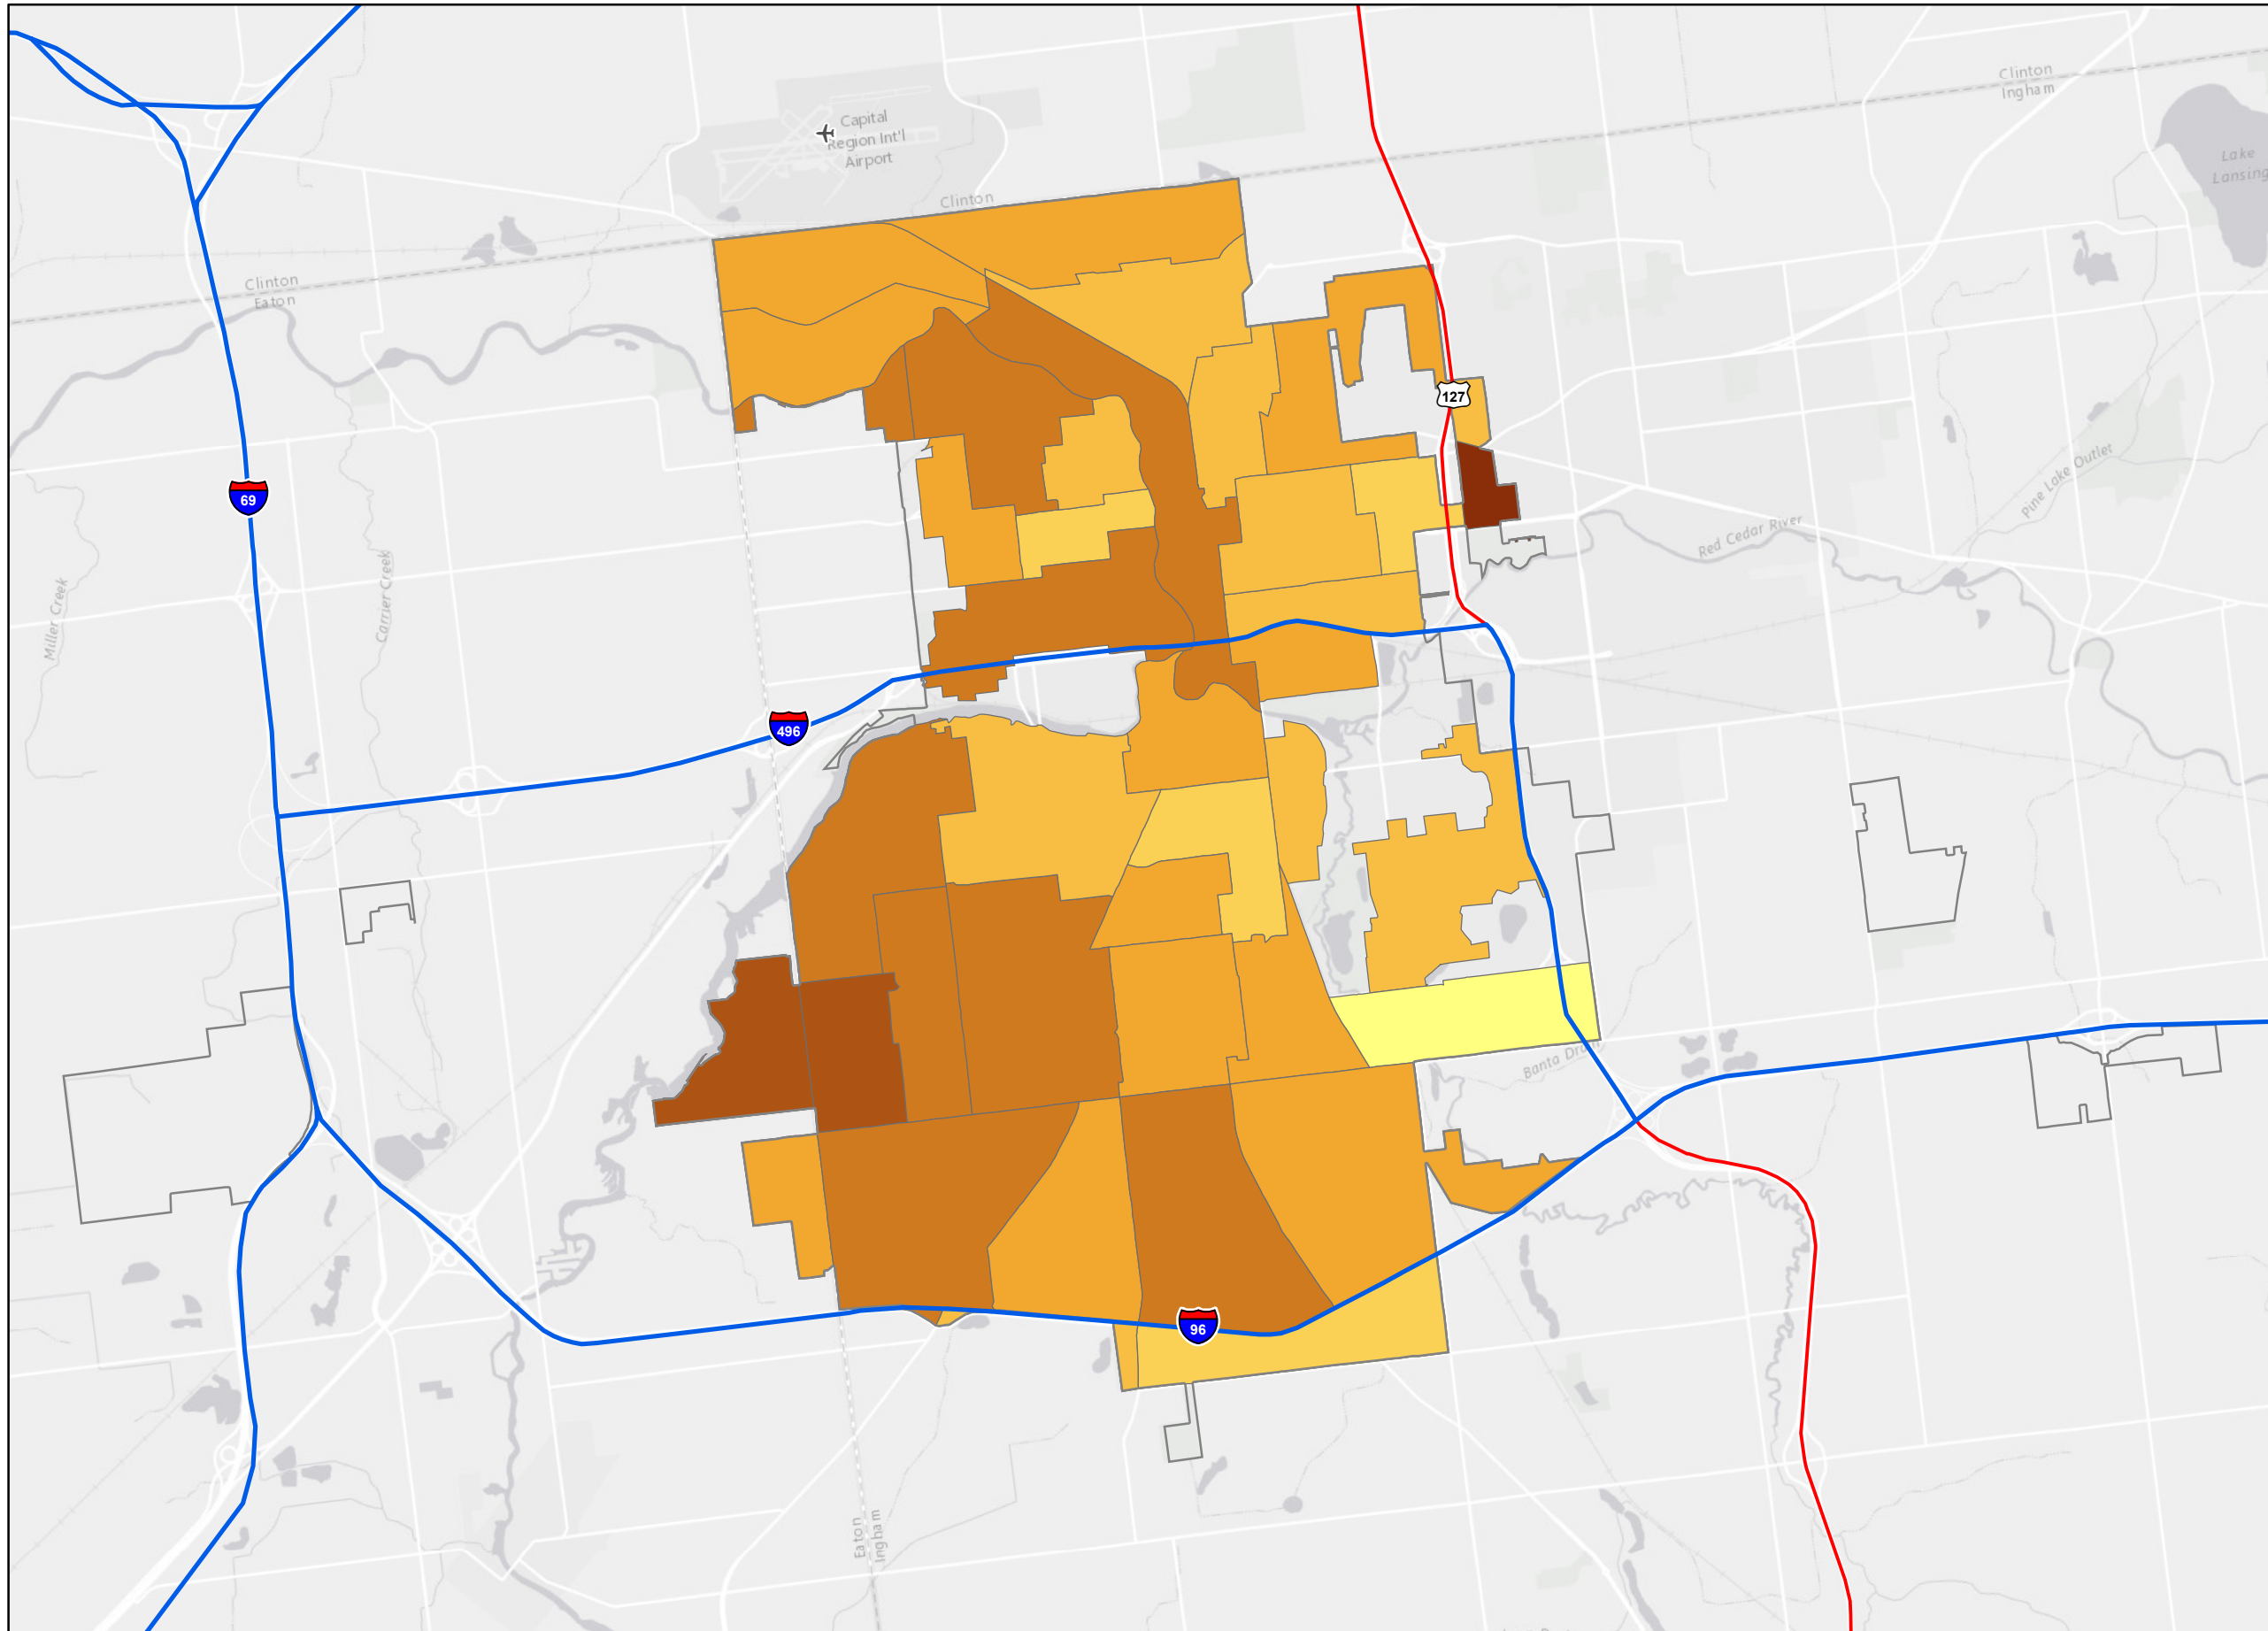 Clinton
Ingham
Capital
Region Int'l
Airport
Lake
Lansing
Clinton
Clinton
Eaton
127
Pine Lake Outlet
69
Red Cedar River
Miller Creek
Carrier Creek
496
Banta Drain
96
Eaton
Ingham